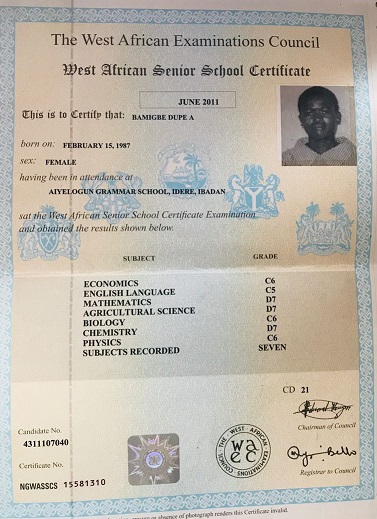 The West African Examinations Council
West African Senior School Certificate
JUNE 2011
This is to Certify that: BAMIGBE DUPE A
born on: FEBRUARY 15, 1987
sex: FEMALE
having been in attendance at
AIYELOGUN GRAMMAR SCHOOL, IDERE, IBADAN
sat the West African Senior School Certificate Examination
and obtained the results shown below.
SUBJECT GRADE
ECONOMICS C6
ENGLISH LANGUAGE C5
MATHEMATICS D7
AGRICULTURAL SCIENCE D7
BIOLOGY C6
CHEMISTRY D7
PHYSICS C6
SUBJECTS RECORDED SEVEN
CD 21
Chairman of Council
Candidate No.
4311107040
THE WEST AFRICAN EXAMINATIONS COUNCIL
waec
Certificate No.
Registrar to Council
NGWASSCS 15581310
or absence of photograph renders this Certificate invalid.